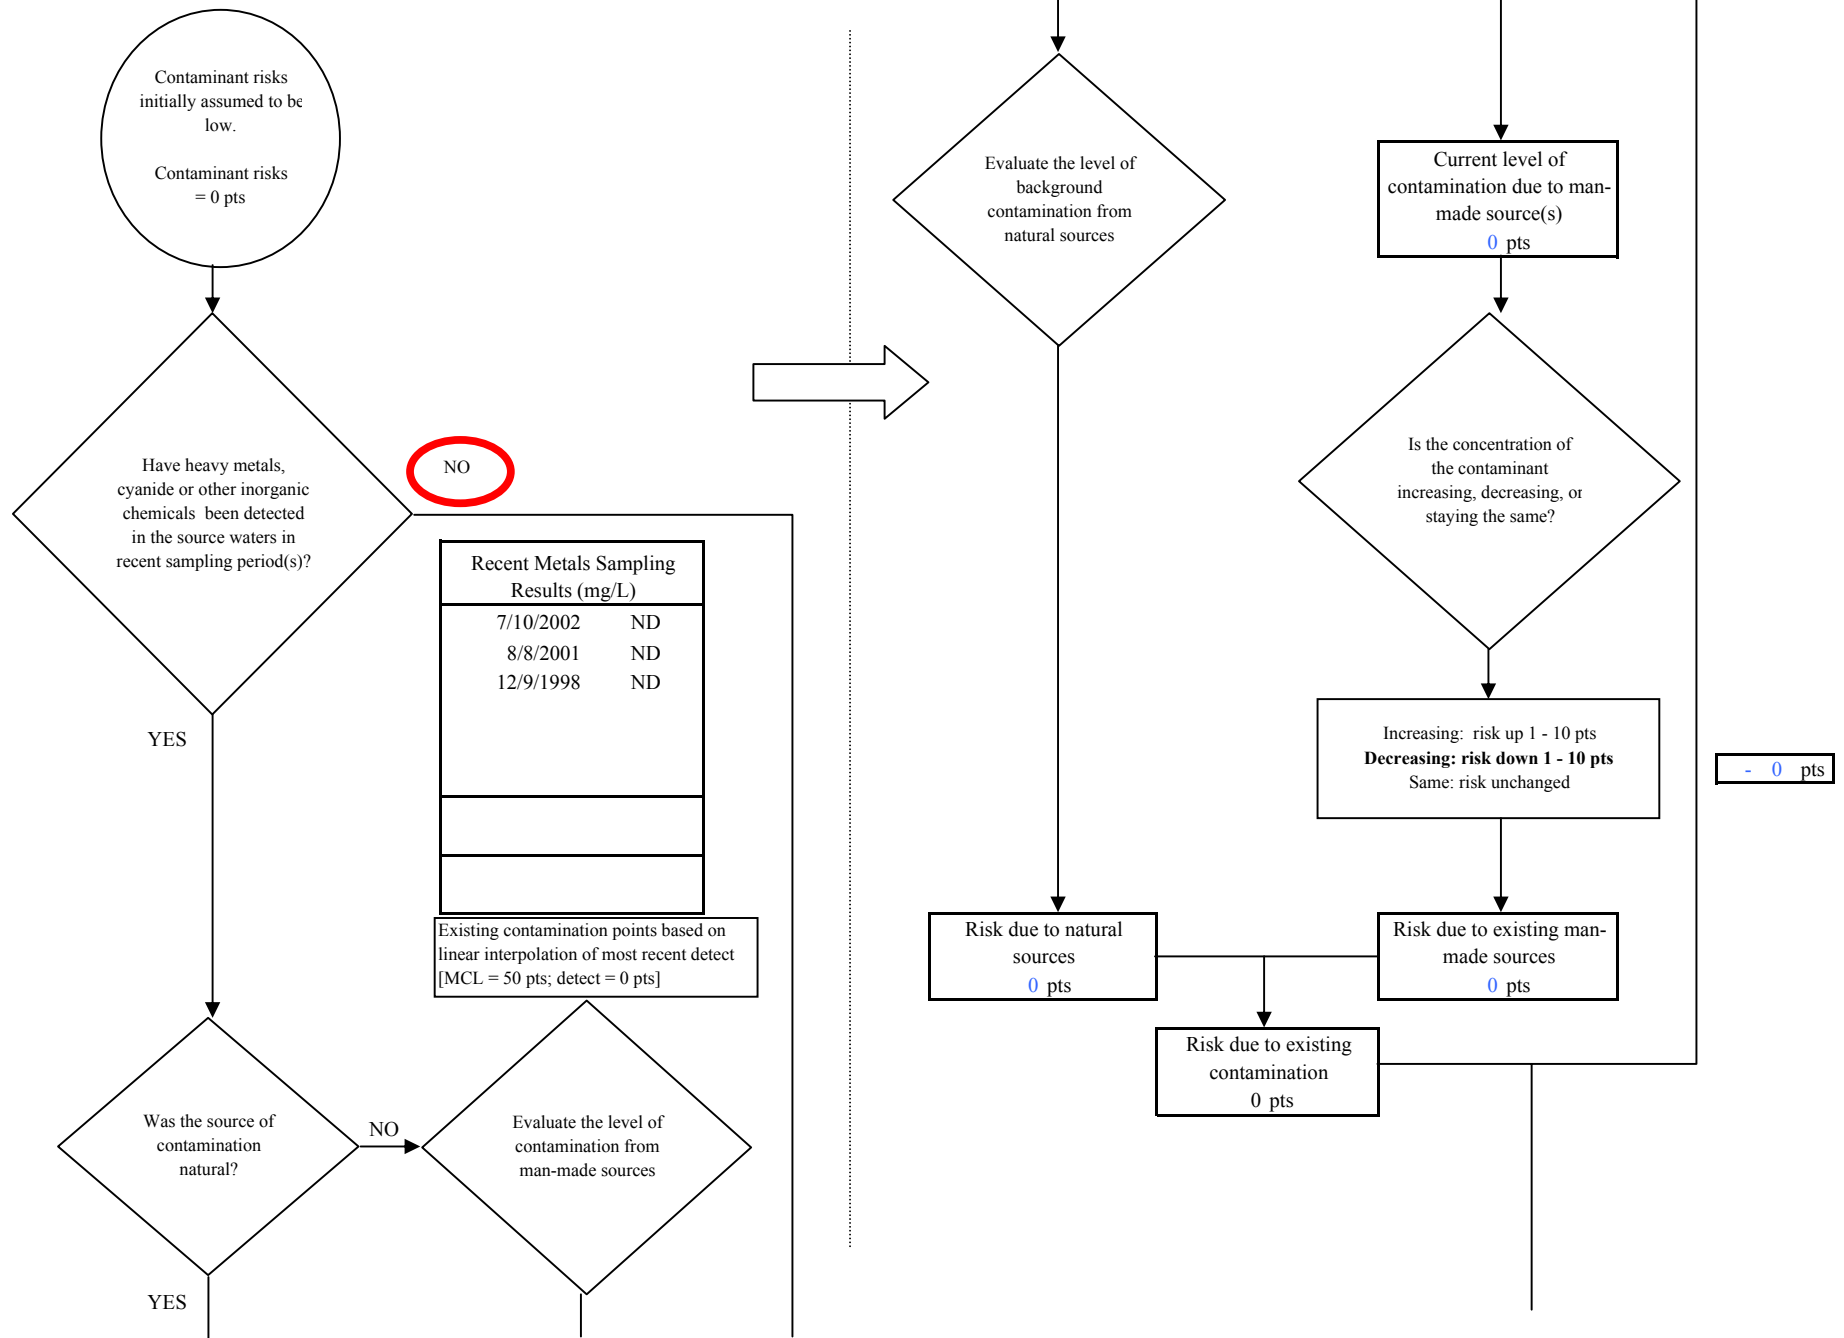 Contaminant risks
initially assumed to be
low.
Contaminant risks
= 0 pts
Have heavy metals,
cyanide or other inorganic
chemicals been detected
in the source waters in
recent sampling period(s)?
NO
YES
Recent Metals Sampling
Results (mg/L)
7/10/2002 ND
8/8/2001 ND
12/9/1998 ND
Existing contamination points based on
linear interpolation of most recent detect
[MCL = 50 pts; detect = 0 pts]
Was the source of
contamination
natural?
NO
YES
Evaluate the level of
contamination from
man-made sources
Evaluate the level of
background
contamination from
natural sources
Current level of
contamination due to man-
made source(s)
0 pts
Is the concentration of
the contaminant
increasing, decreasing, or
staying the same?
Increasing: risk up 1 - 10 pts
Decreasing: risk down 1 - 10 pts
Same: risk unchanged
- 0 pts
Risk due to natural
sources
0 pts
Risk due to existing man-
made sources
0 pts
Risk due to existing
contamination
0 pts